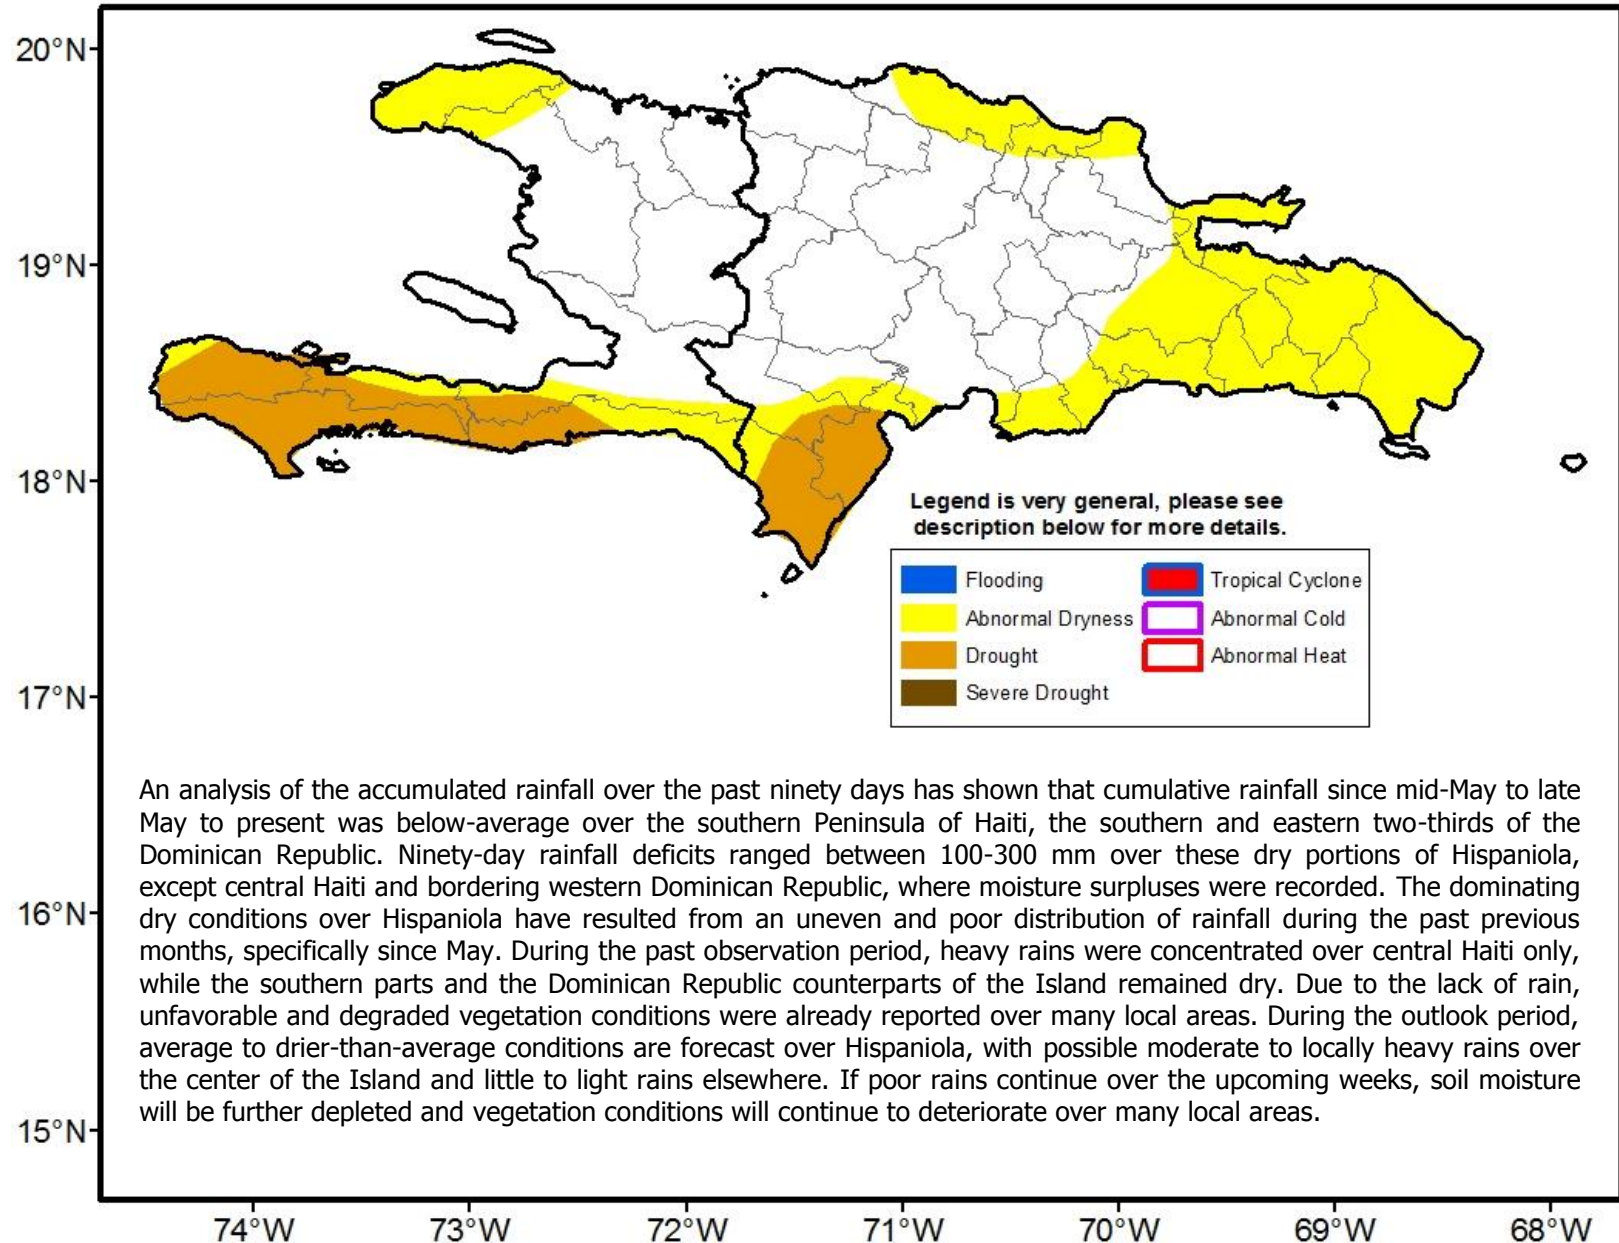 20°N
19°N
18°N
17°N
16°N
15°N
Legend is very general, please see
description below for more details.
Flooding
Tropical Cyclone
Abnormal Dryness
Abnormal Cold
Drought
Abnormal Heat
Severe Drought
An analysis of the accumulated rainfall over the past ninety days has shown that cumulative rainfall since mid-May to late
May to present was below-average over the southern Peninsula of Haiti, the southern and eastern two-thirds of the
Dominican Republic. Ninety-day rainfall deficits ranged between 100-300 mm over these dry portions of Hispaniola,
except central Haiti and bordering western Dominican Republic, where moisture surpluses were recorded. The dominating
dry conditions over Hispaniola have resulted from an uneven and poor distribution of rainfall during the past previous
months, specifically since May. During the past observation period, heavy rains were concentrated over central Haiti only,
while the southern parts and the Dominican Republic counterparts of the Island remained dry. Due to the lack of rain,
unfavorable and degraded vegetation conditions were already reported over many local areas. During the outlook period,
average to drier-than-average conditions are forecast over Hispaniola, with possible moderate to locally heavy rains over
the center of the Island and little to light rains elsewhere. If poor rains continue over the upcoming weeks, soil moisture
will be further depleted and vegetation conditions will continue to deteriorate over many local areas.
74°W
73°W
72°W
71°W
70°W
69°W
68°W